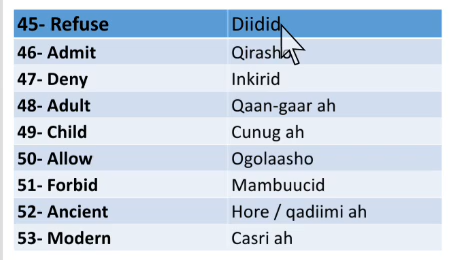 45- Refuse Diidid
46- Admit Qirasho
47- Deny Inkirid
48- Adult Qaan-gaar ah
49- Child Cunug ah
50- Allow Ogolaasho
51- Forbid Mambuucid
52- Ancient Hore / qadiimi ah
53- Modern Casri ah